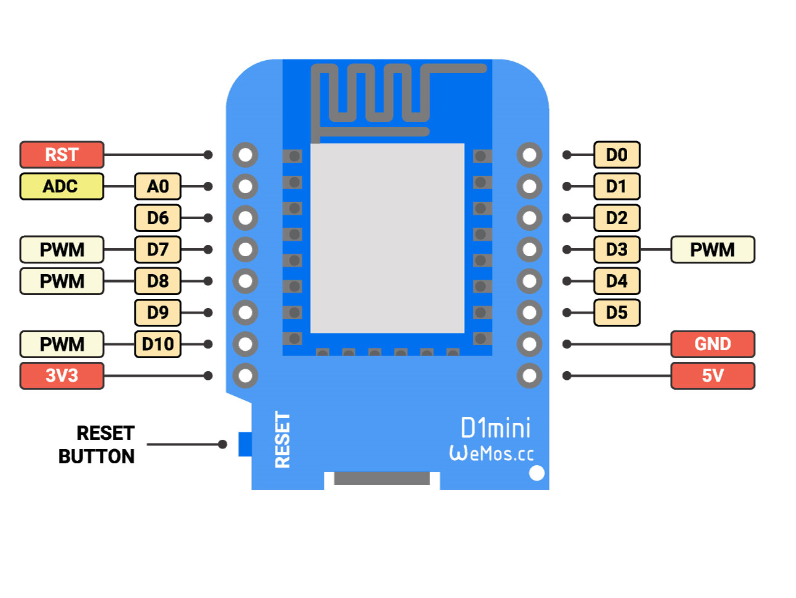 RST
ADC A0
D6
PWM D7
PWM D8
D9
PWM D10
3V3
RESET
BUTTON
RESET
D1mini
WeMos.cc
D0
D1
D2
D3 PWM
D4
D5
GND
5V